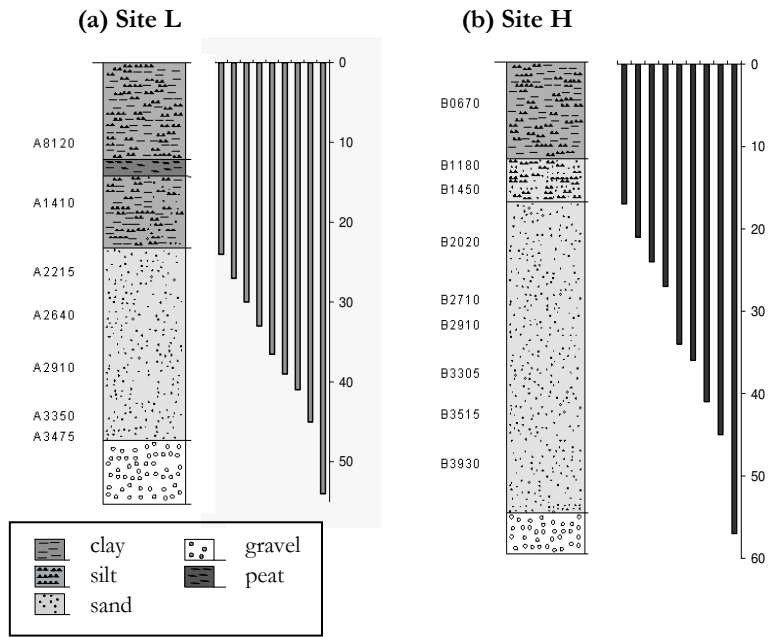 (a) Site L
(b) Site H
A8120
A1410
A2215
A2640
A2910
A3350
A3475
0
10
20
30
40
50
B0670
B1180
B1450
B2020
B2710
B2910
B3305
B3515
B3930
0
10
20
30
40
50
60
clay
silt
sand
gravel
peat